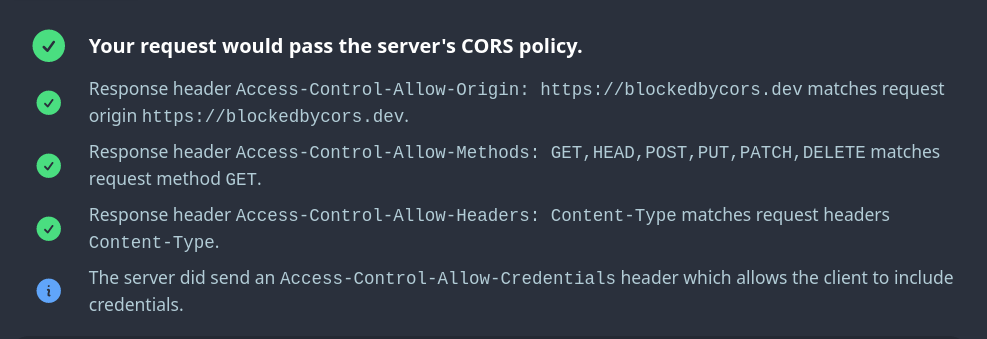 Your request would pass the server's CORS policy.
Response header Access-Control-Allow-Origin: https://blockedbycors.dev matches request
origin https://blockedbycors.dev.
Response header Access-Control-Allow-Methods: GET,HEAD,POST,PUT,PATCH,DELETE matches
request method GET.
Response header Access-Control-Allow-Headers: Content-Type matches request headers
Content-Type.
The server did send an Access-Control-Allow-Credentials header which allows the client to include
credentials.